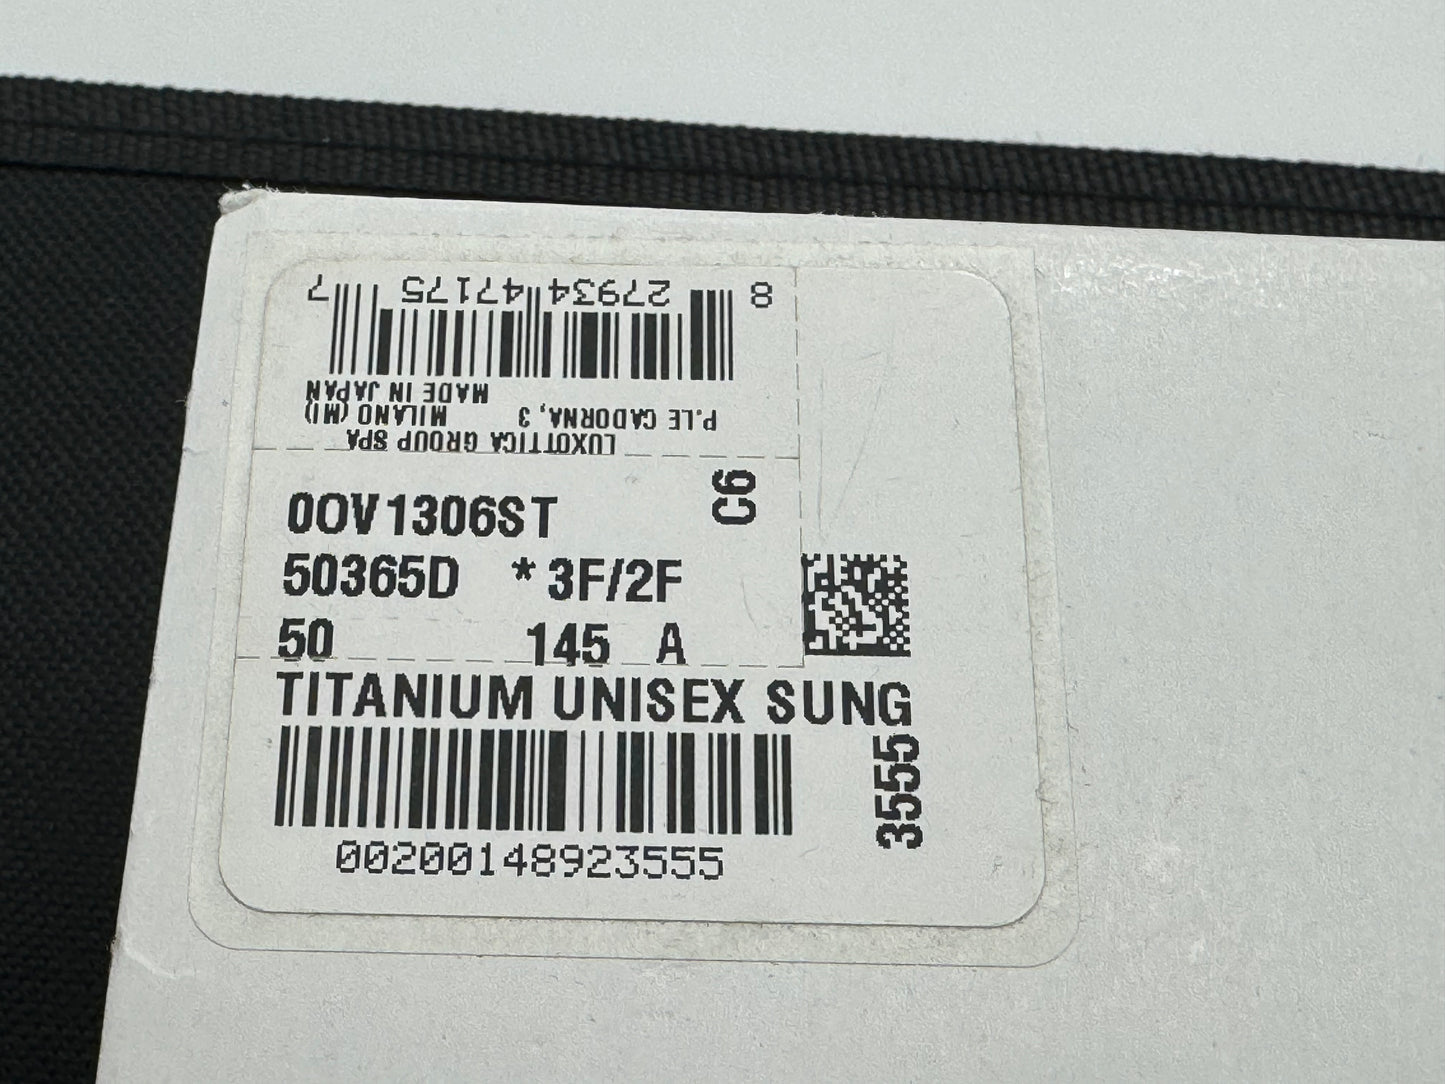 8 27934 47175 7
LUXOTTICA GROUP SPA
P.LE CADORNA, 3 MILANO (MI)
MADE IN JAPAN
0OV1306ST
C6
50365D * 3F/2F
50 145 A
TITANIUM UNISEX SUNG
3555
00200148923555